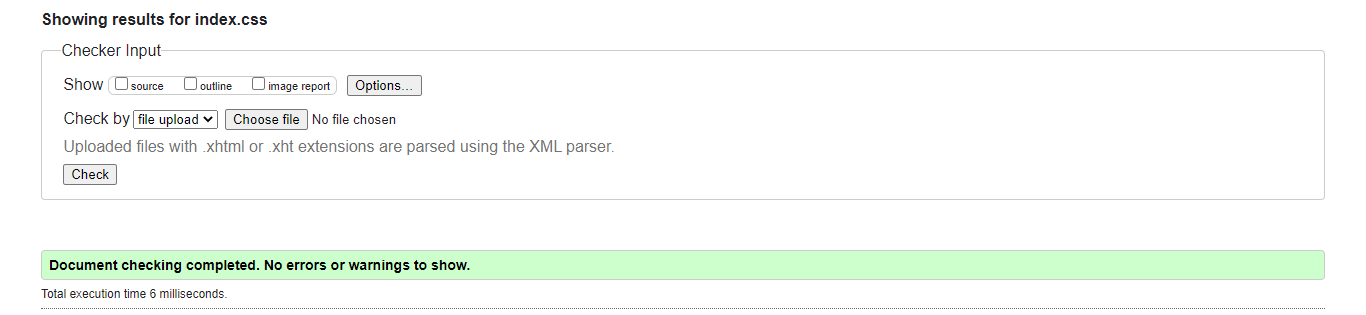 Showing results for index.css
Checker Input
Show source outline image report Options...
Check by file upload Choose file No file chosen
Uploaded files with .xhtml or .xht extensions are parsed using the XML parser.
Check
Document checking completed. No errors or warnings to show.
Total execution time 6 milliseconds.